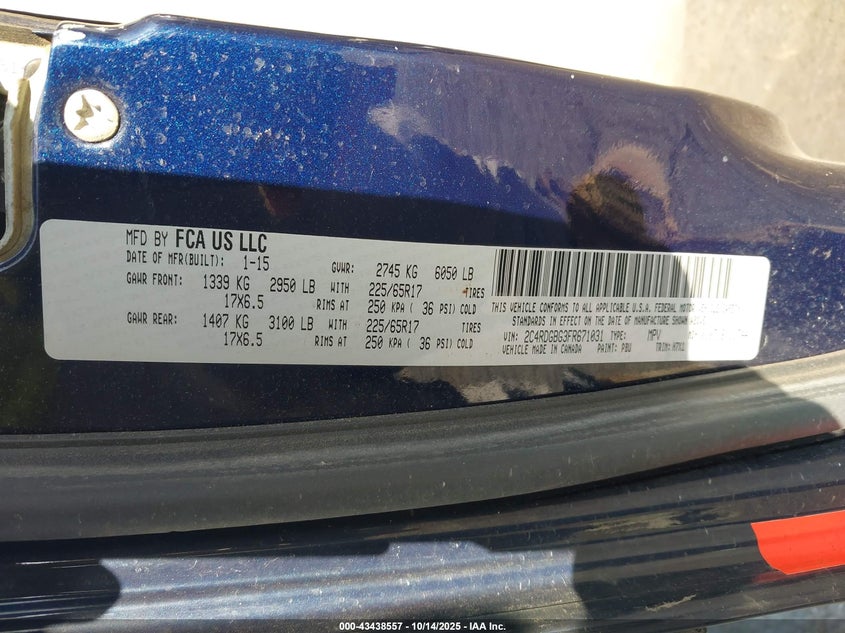 MFD BY FCA US LLC
DATE OF MFR(BUILT): 1-15 GVWR: 2745 KG 6050 LB
GAWR FRONT: 1339 KG 2950 LB WITH 225/65R17 TIRES
17X6.5 RIMS AT 250 KPA ( 36 PSI) COLD
GAWR REAR: 1407 KG 3100 LB WITH 225/65R17 TIRES
17X6.5 RIMS AT 250 KPA ( 36 PSI) COLD
THIS VEHICLE CONFORMS TO ALL APPLICABLE U.S.A. FEDERAL MOTOR
STANDARDS IN EFFECT ON THE DATE OF MANUFACTURE SHOWN
VIN: 2C4RDGBG3FR671031 TYPE: MPV
VEHICLE MADE IN CANADA PAINT: PBU TRIM: H7X1
000-43438557 - 10/14/2025 - IAA Inc.